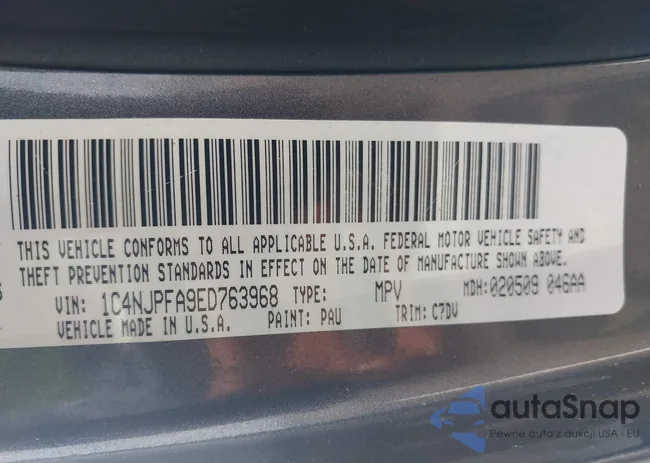 THIS VEHICLE CONFORMS TO ALL APPLICABLE U.S.A. FEDERAL MOTOR VEHICLE SAFETY AND
THEFT PREVENTION STANDARDS IN EFFECT ON THE DATE OF MANUFACTURE SHOWN ABOVE.
VIN: 1C4NJPFA9ED763968 TYPE: MPV MDH: 020509 046AA
VEHICLE MADE IN U.S.A. PAINT: PAU TRIM: C7DV
autaSnap
Pewne auta z aukcji USA i EU